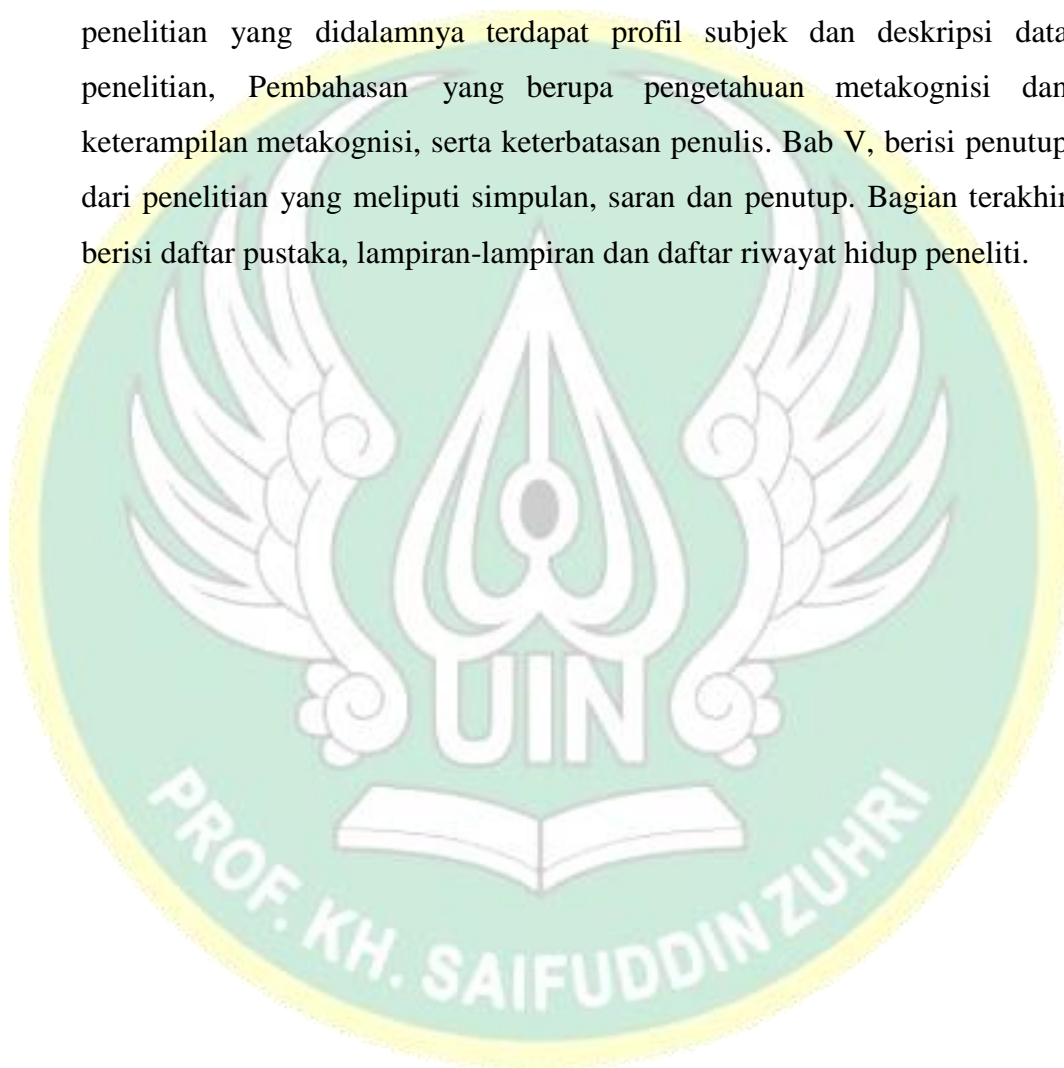 penelitian yang didalamnya terdapat profil subjek dan deskripsi data
penelitian, Pembahasan yang berupa pengetahuan metakognisi dan
keterampilan metakognisi, serta keterbatasan penulis. Bab V, berisi penutup
dari penelitian yang meliputi simpulan, saran dan penutup. Bagian terakhir
berisi daftar pustaka, lampiran-lampiran dan daftar riwayat hidup peneliti.
UIN
PROF. KH. SAIFUDDIN ZUHRI